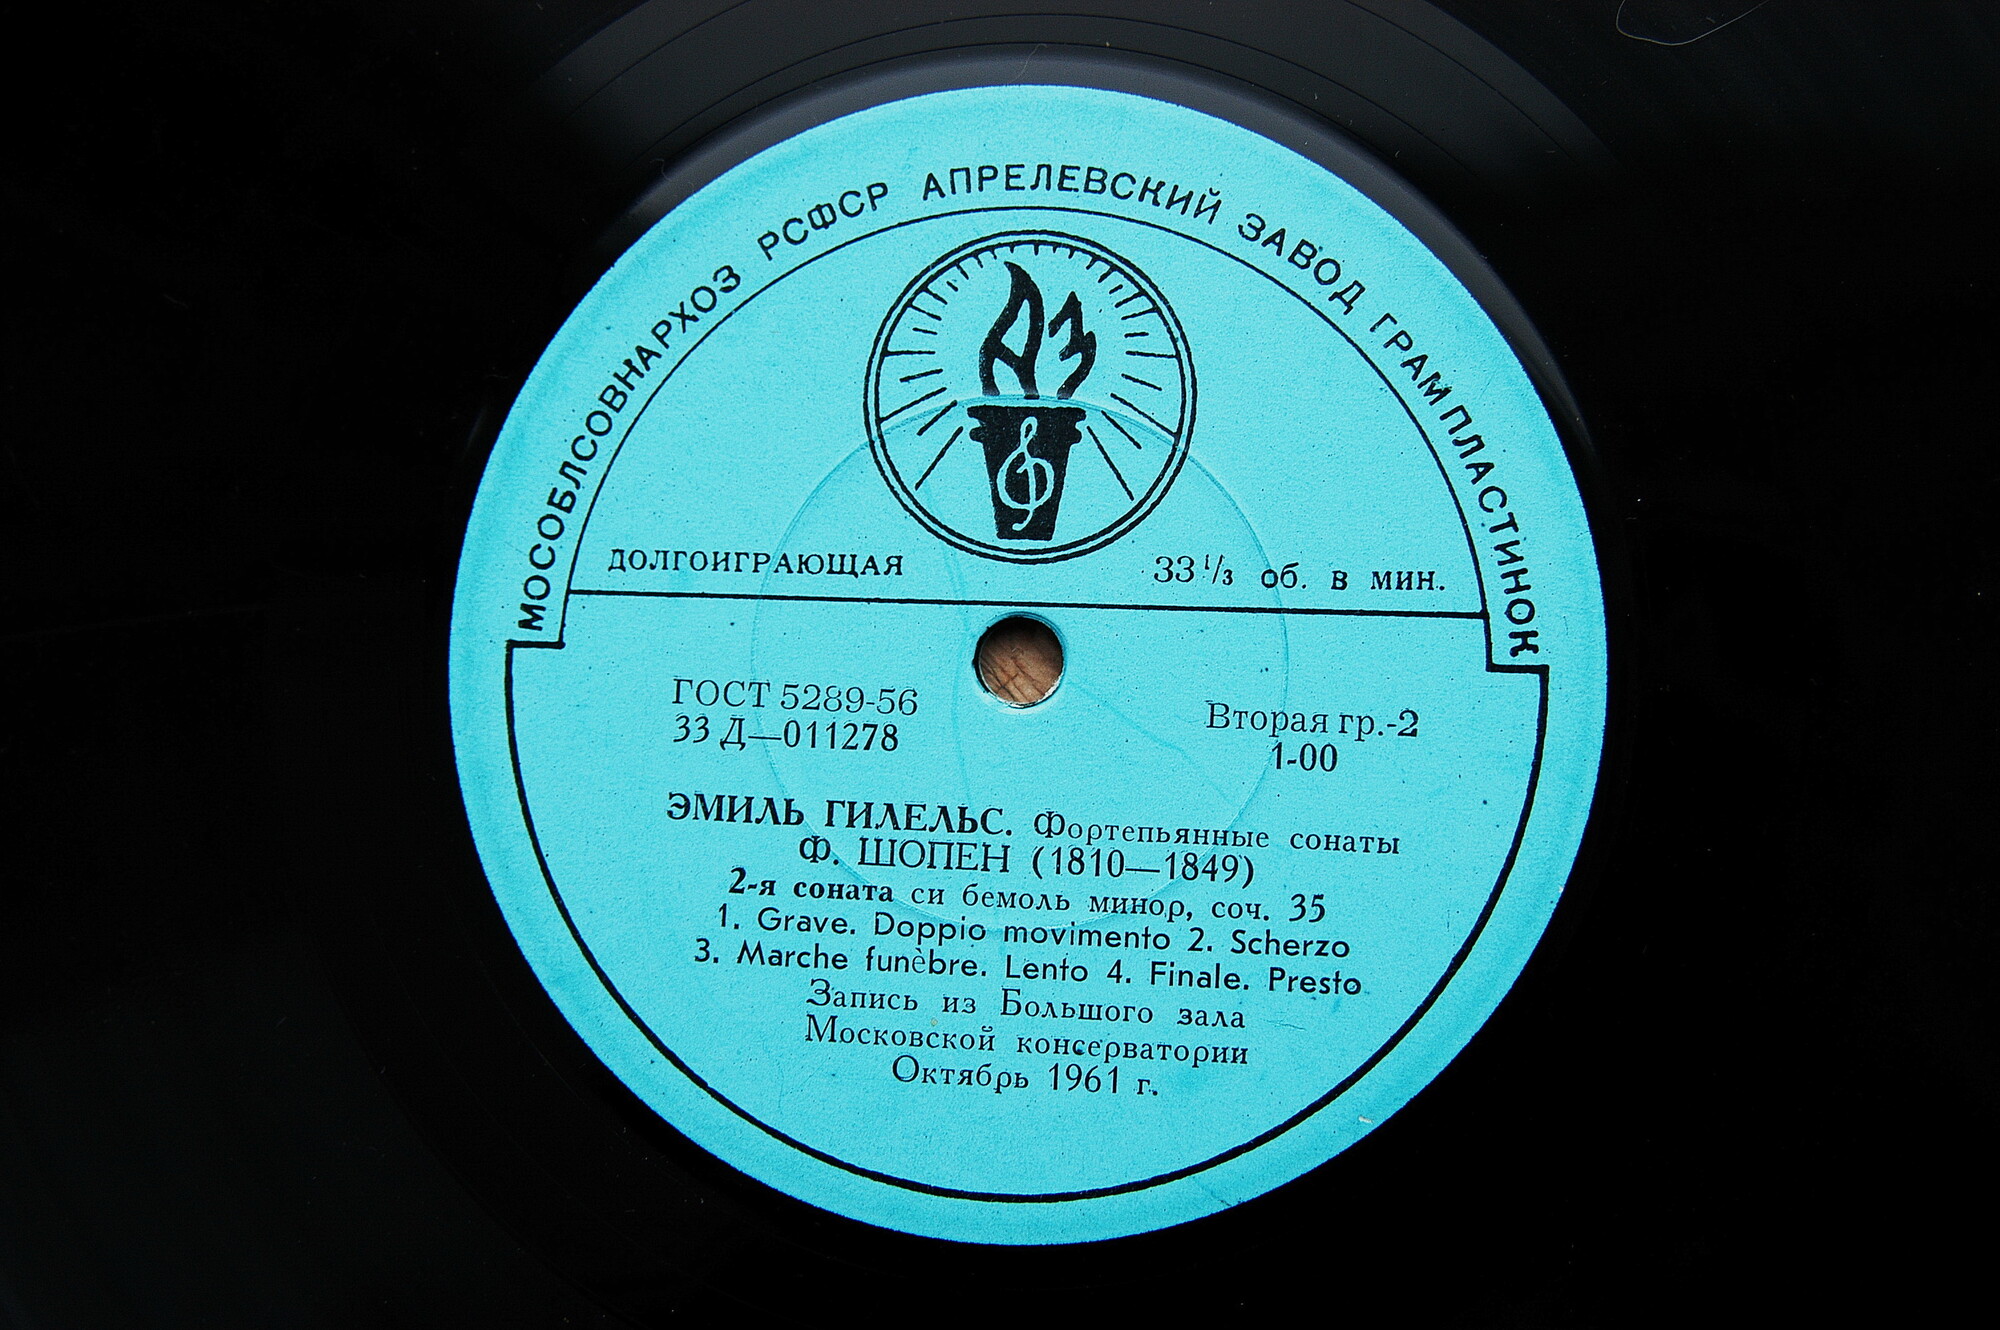 МОСОБЛСОВНАРХОЗ РСФСР АПРЕЛЕВСКИЙ ЗАВОД ГРАМПЛАСТИНОК
АЗ
ДОЛГОИГРАЮЩАЯ 33 1/3 об. в мин.
ГОСТ 5289-56
33 Д—011278
Вторая гр.-2
1-00
ЭМИЛЬ ГИЛЕЛЬС. Фортепьянные сонаты
Ф. ШОПЕН (1810—1849)
2-я соната си бемоль минор, соч. 35
1. Grave. Doppio movimento 2. Scherzo
3. Marche funèbre. Lento 4. Finale. Presto
Запись из Большого зала
Московской консерватории
Октябрь 1961 г.